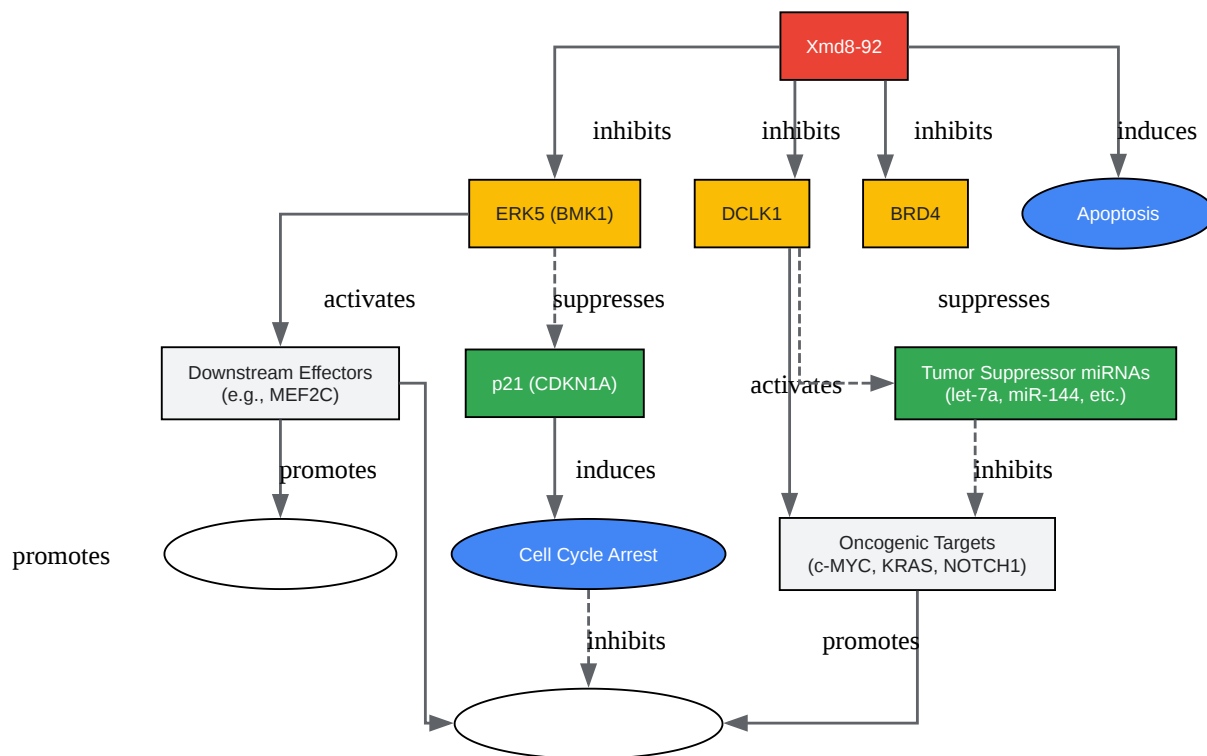 Xmd8-92
inhibits
inhibits
inhibits
induces
ERK5 (BMK1)
DCLK1
BRD4
Apoptosis
activates
suppresses
suppresses
Downstream Effectors
(e.g., MEF2C)
p21 (CDKN1A)
activates
Tumor Suppressor miRNAs
(let-7a, miR-144, etc.)
promotes
induces
inhibits
promotes
Cell Cycle Arrest
Oncogenic Targets
(c-MYC, KRAS, NOTCH1)
inhibits
promotes